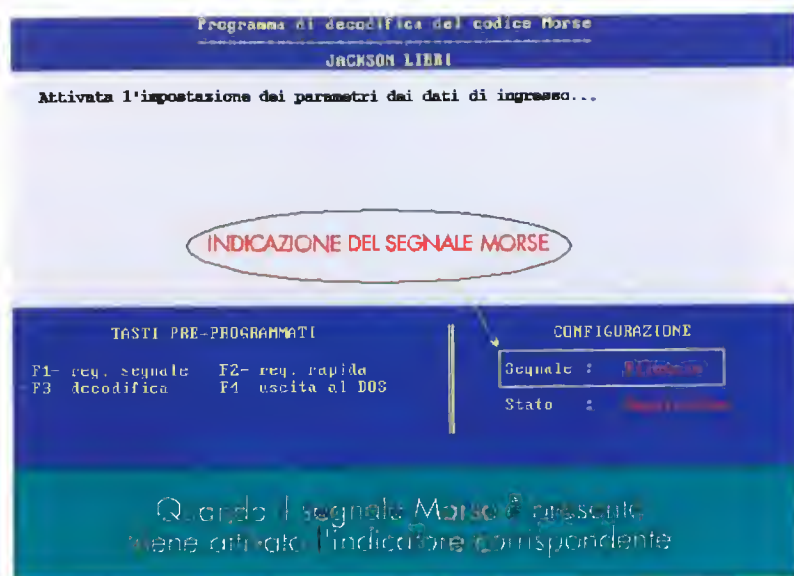 Programma di decodifica del codice Morse
JACKSON LIBRI
Attivata l'impostazione dei parametri dei dati di ingresso...
INDICAZIONE DEL SEGNALE MORSE
TASTI PRE-PROGRAMMATI
F1- reg. segnale F2- reg. rapida
F3 decodifica F4 uscita al DOS
CONFIGURAZIONE
Segnale :
Stato :
Quando il segnale Morse è presente
viene attivato l'indicatore corrispondente